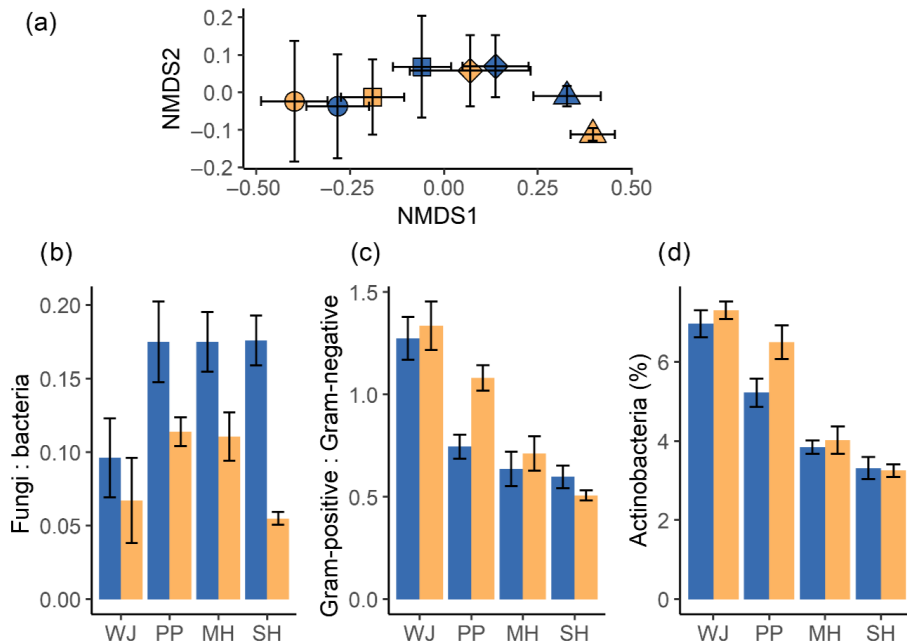 (a)
NMDS2
0.2
0.1
0.0
−0.1
−0.2
−0.50
−0.25
0.00
0.25
0.50
NMDS1
(b)
Fungi : bacteria
0.20
0.15
0.10
0.05
0.00
WJ PP MH SH
(c)
Gram-positive : Gram-negative
1.5
1.0
0.5
0.0
WJ PP MH SH
(d)
Actinobacteria (%)
6
4
2
0
WJ PP MH SH